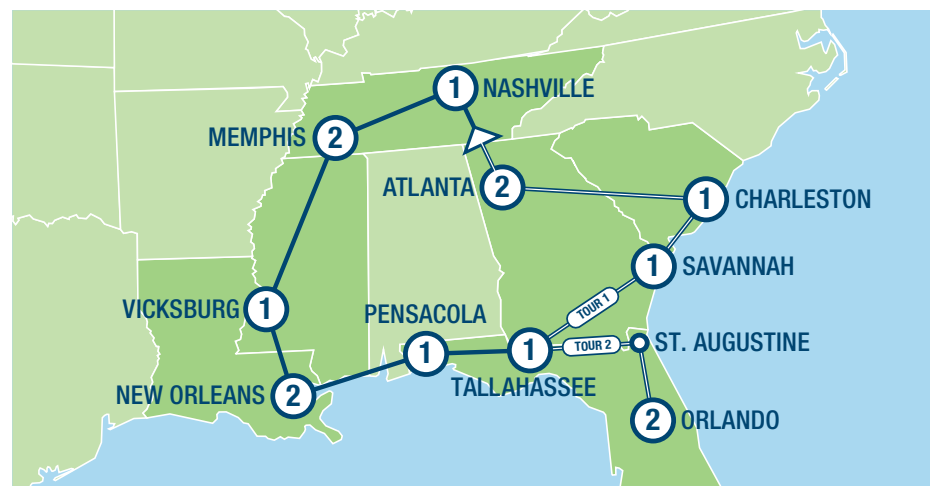 1 NASHVILLE
MEMPHIS 2
ATLANTA 2
1 CHARLESTON
1 SAVANNAH
TOUR 1
VICKSBURG 1
PENSACOLA
1
1
TOUR 2
ST. AUGUSTINE
TALLAHASSEE
NEW ORLEANS 2
2 ORLANDO